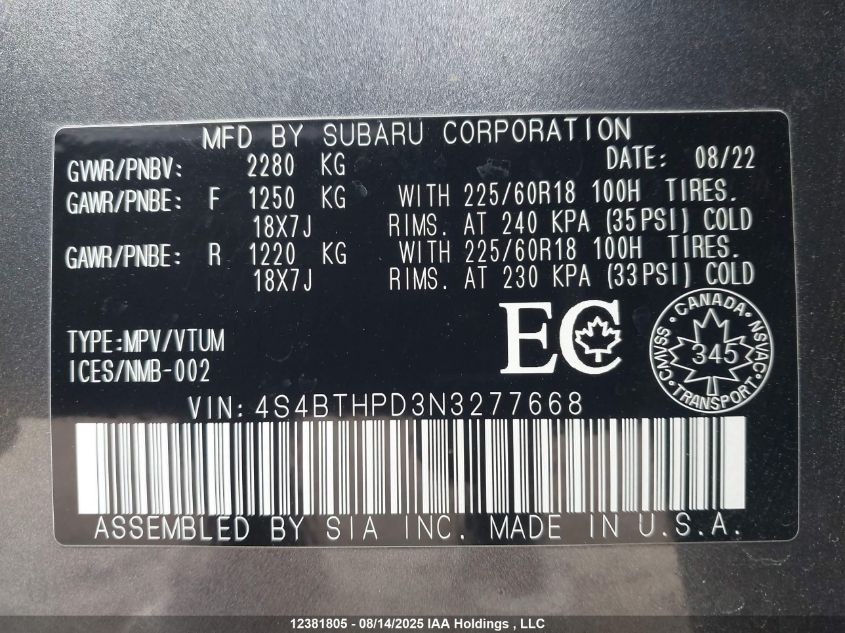 MFD BY SUBARU CORPORATION
GVWR/PNBV: 2280 KG DATE: 08/22
GAWR/PNBE: F 1250 KG WITH 225/60R18 100H TIRES.
18X7J RIMS. AT 240 KPA (35PSI) COLD
GAWR/PNBE: R 1220 KG WITH 225/60R18 100H TIRES.
18X7J RIMS. AT 230 KPA (33PSI) COLD
TYPE:MPV/VTUM
ICES/NMB-002
EC
CANADA
CMVSS
345
NSVAC
TRANSPORT
VIN:4S4BTHPD3N3277668
ASSEMBLED BY SIA INC. MADE IN U.S.A.
12381805 - 08/14/2025 IAA Holdings , LLC